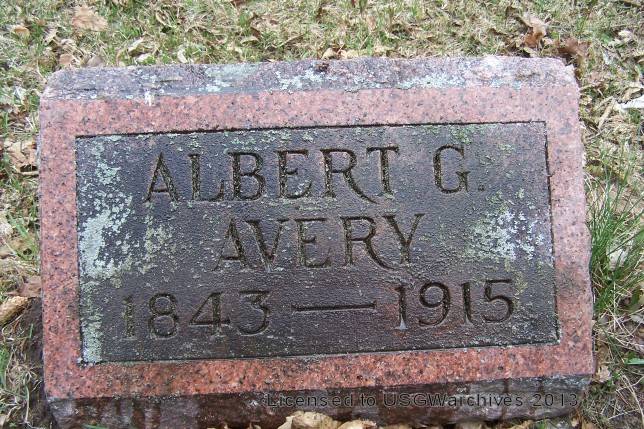 ALBERT G.
AVERY
1843 — 1915
Licensed to USGWarchives 2013